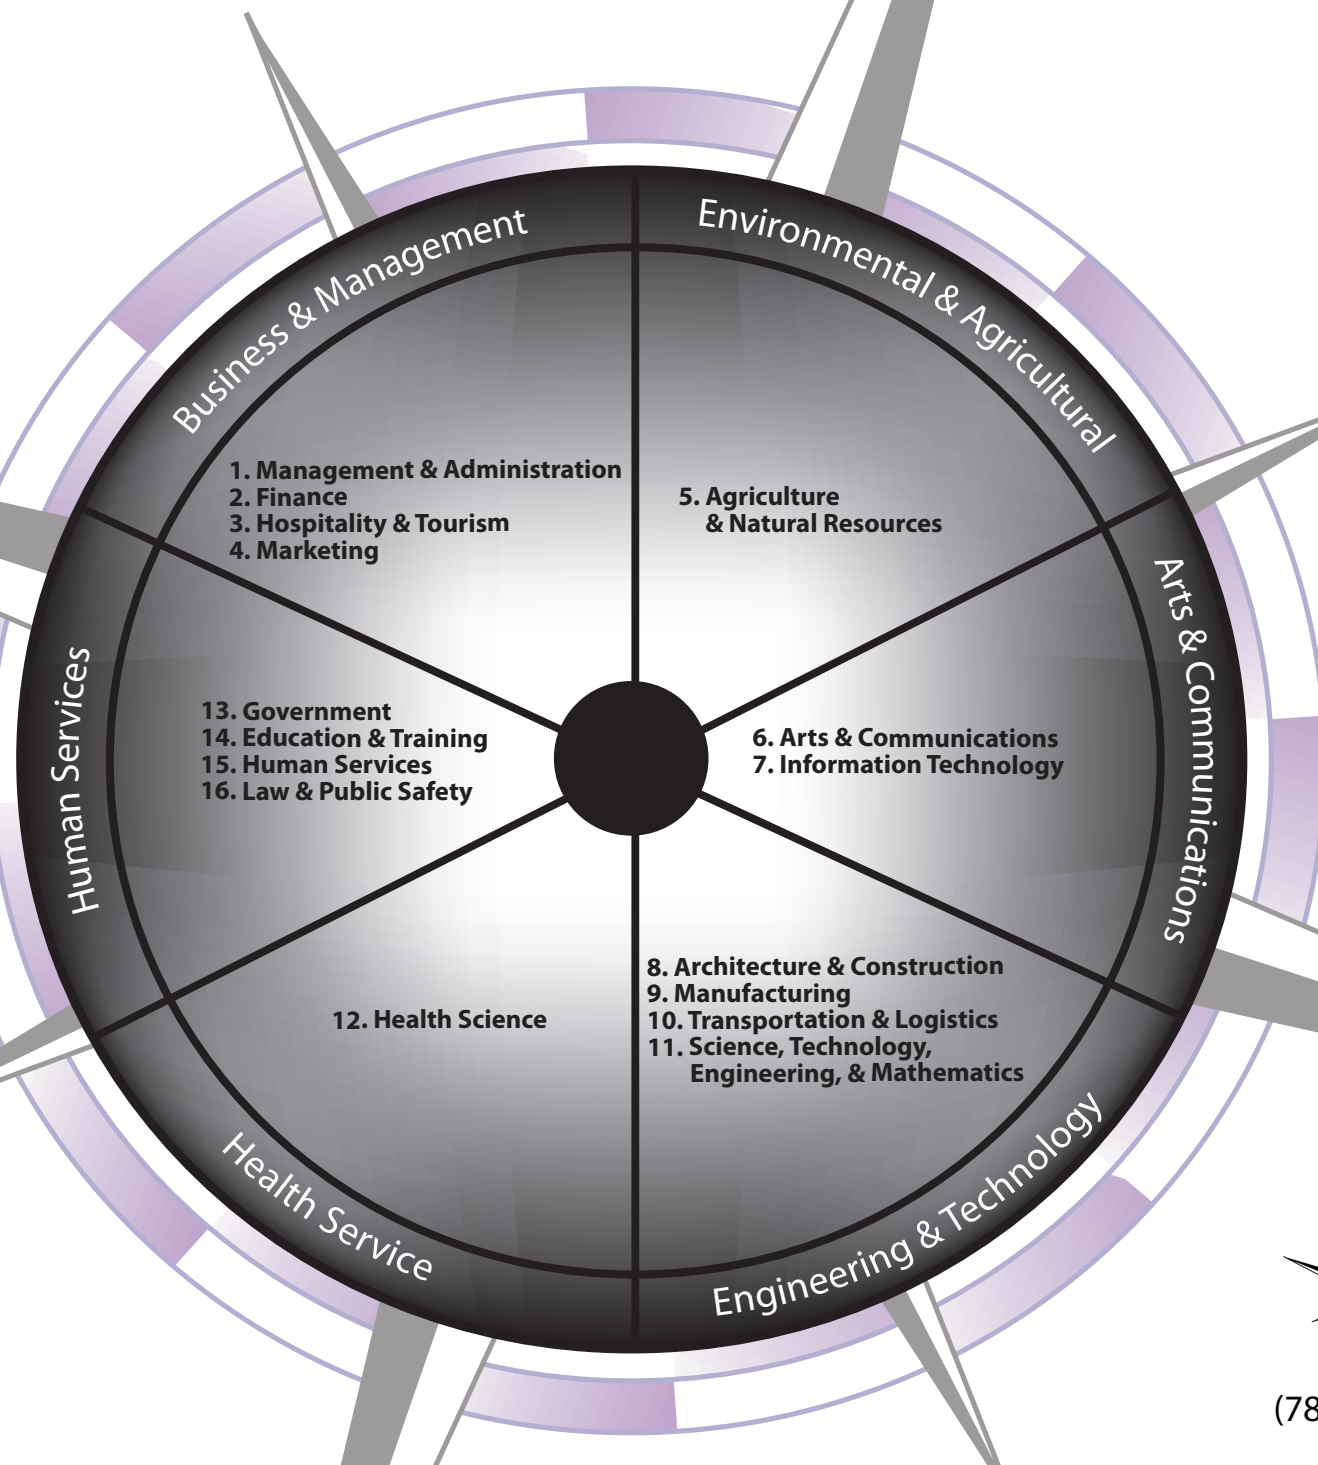 Business & Management
1. Management & Administration
2. Finance
3. Hospitality & Tourism
4. Marketing
Environmental & Agricultural
5. Agriculture
& Natural Resources
Arts & Communications
6. Arts & Communications
7. Information Technology
Engineering & Technology
8. Architecture & Construction
9. Manufacturing
10. Transportation & Logistics
11. Science, Technology,
Engineering, & Mathematics
Health Service
12. Health Science
Human Services
13. Government
14. Education & Training
15. Human Services
16. Law & Public Safety
(78